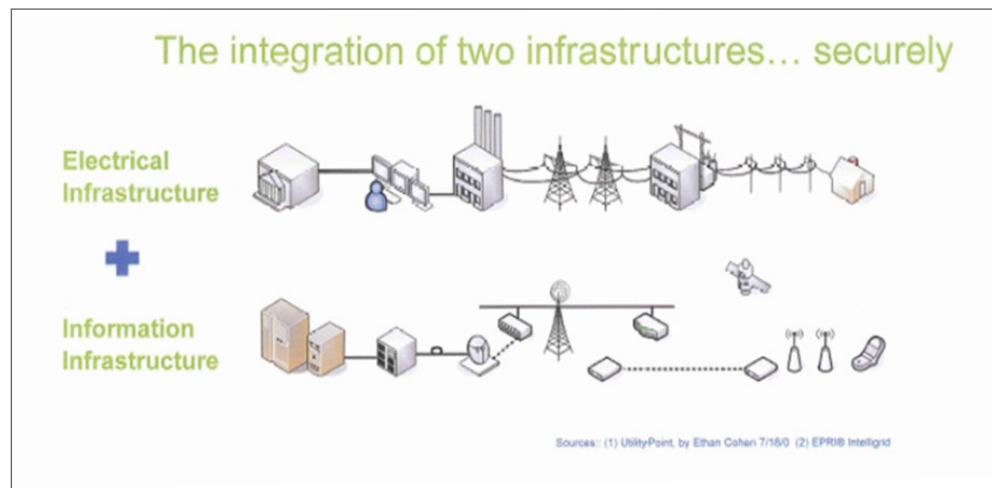 The integration of two infrastructures... securely
Electrical
Infrastructure
Information
Infrastructure
Sources:: (1) UtilityPoint, by Ethan Cohen 7/18/0 (2) EPRI® Intelligrid